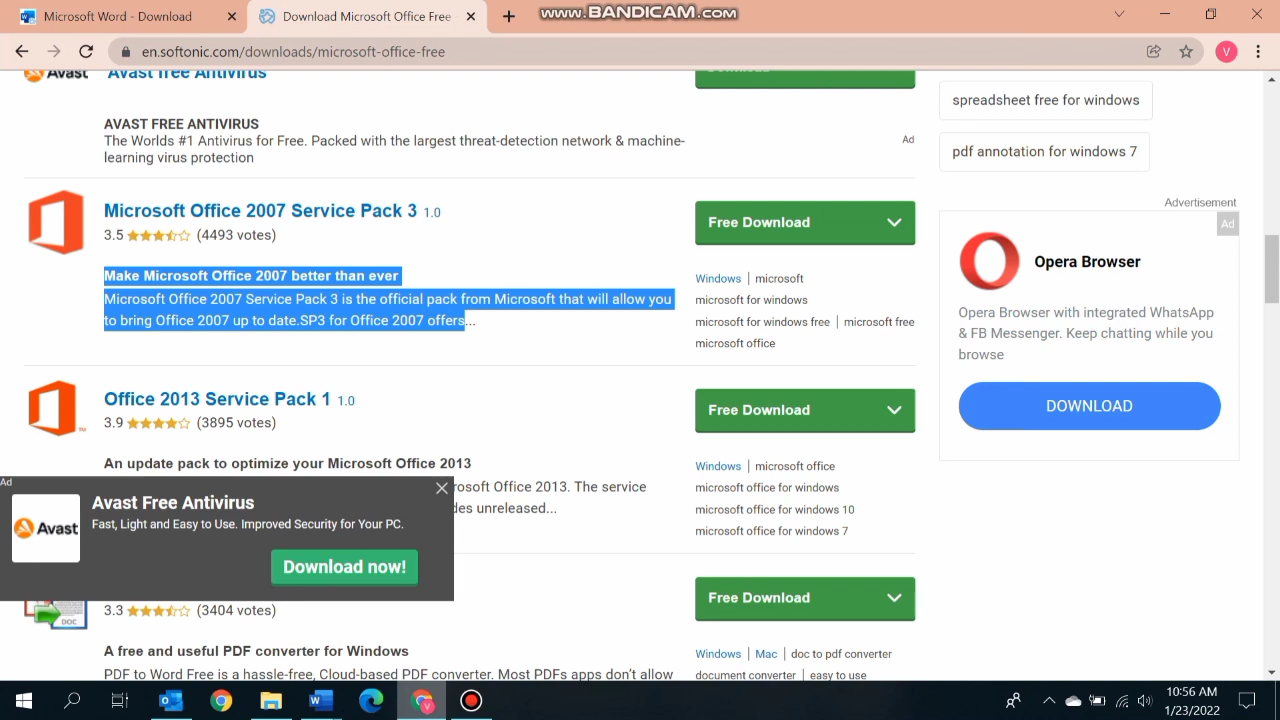 Microsoft Word - Download
Download Microsoft Office Free
www.BANDICAM.com
en.softonic.com/downloads/microsoft-office-free
V
Avast
Avast free Antivirus
Download
AVAST FREE ANTIVIRUS
The Worlds #1 Antivirus for Free. Packed with the largest threat-detection network & machine-
learning virus protection
Ad
Microsoft Office 2007 Service Pack 3 1.0
3.5 (4493 votes)
Make Microsoft Office 2007 better than ever
Microsoft Office 2007 Service Pack 3 is the official pack from Microsoft that will allow you
to bring Office 2007 up to date.SP3 for Office 2007 offers...
Free Download
Windows | microsoft
microsoft for windows
microsoft for windows free | microsoft free
microsoft office
Office 2013 Service Pack 1 1.0
3.9 (3895 votes)
An update pack to optimize your Microsoft Office 2013
rosoft Office 2013. The service
des unreleased...
Free Download
Windows | microsoft office
microsoft office for windows
microsoft office for windows 10
microsoft office for windows 7
Ad
Avast
Avast Free Antivirus
Fast, Light and Easy to Use. Improved Security for Your PC.
Download now!
DOC
3.3 (3404 votes)
A free and useful PDF converter for Windows
PDF to Word Free is a hassle-free, Cloud-based PDF converter. Most PDFs apps don't allow
Free Download
Windows | Mac | doc to pdf converter
document converter | easy to use
spreadsheet free for windows
pdf annotation for windows 7
Advertisement
Ad
Opera Browser
Opera Browser with integrated WhatsApp
& FB Messenger. Keep chatting while you
browse
DOWNLOAD
10:56 AM
1/23/2022